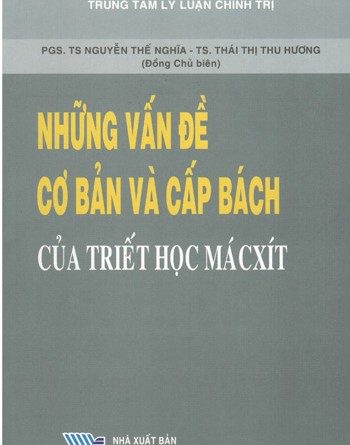 TRUNG TÂM LÝ LUẬN CHÍNH TRỊ
PGS. TS NGUYỄN THẾ NGHĨA - TS. THÁI THỊ THU HƯƠNG
(Đồng Chủ biên)
NHỮNG VẤN ĐỀ
CƠ BẢN VÀ CẤP BÁCH
CỦA TRIẾT HỌC MÁCXÍT
NHÀ XUẤT BẢN